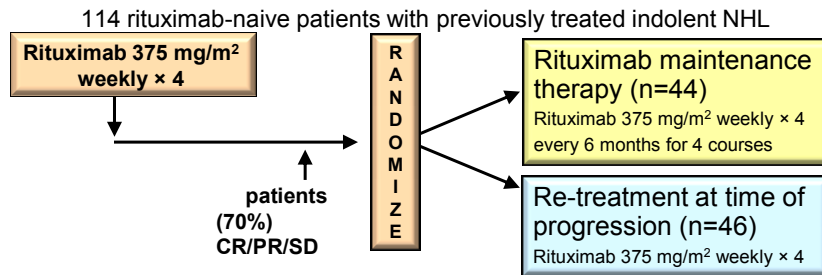 114 rituximab-naive patients with previously treated indolent NHL
Rituximab 375 mg/m²
weekly × 4
RANDOMIZE
patients
(70%)
CR/PR/SD
Rituximab maintenance
therapy (n=44)
Rituximab 375 mg/m² weekly × 4
every 6 months for 4 courses
Re-treatment at time of
progression (n=46)
Rituximab 375 mg/m² weekly × 4